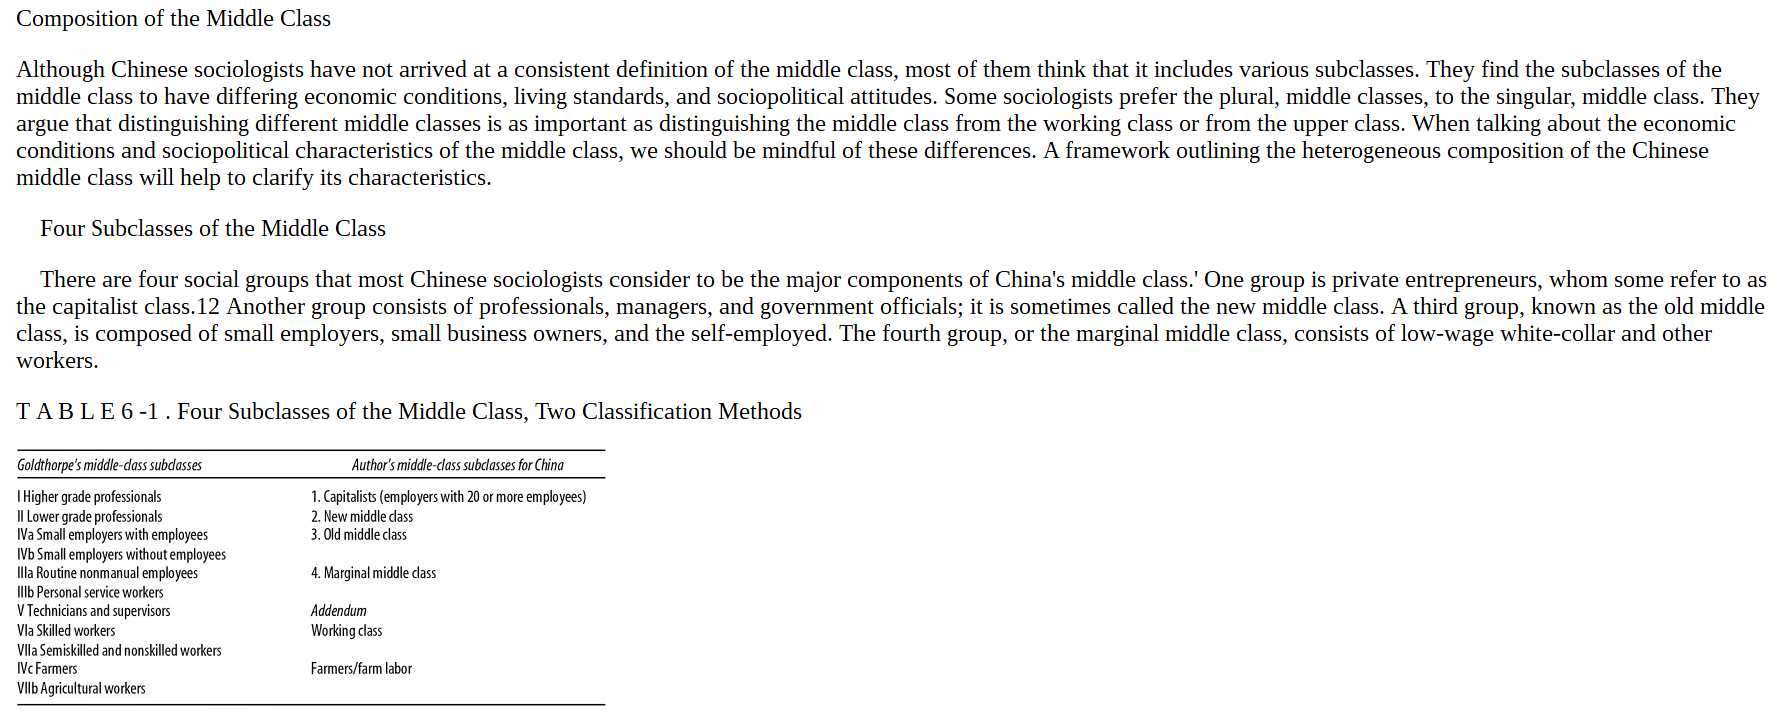 Composition of the Middle Class
Although Chinese sociologists have not arrived at a consistent definition of the middle class, most of them think that it includes various subclasses. They find the subclasses of the
middle class to have differing economic conditions, living standards, and sociopolitical attitudes. Some sociologists prefer the plural, middle classes, to the singular, middle class. They
argue that distinguishing different middle classes is as important as distinguishing the middle class from the working class or from the upper class. When talking about the economic
conditions and sociopolitical characteristics of the middle class, we should be mindful of these differences. A framework outlining the heterogeneous composition of the Chinese
middle class will help to clarify its characteristics.
Four Subclasses of the Middle Class
There are four social groups that most Chinese sociologists consider to be the major components of China's middle class.' One group is private entrepreneurs, whom some refer to as
the capitalist class.12 Another group consists of professionals, managers, and government officials; it is sometimes called the new middle class. A third group, known as the old middle
class, is composed of small employers, small business owners, and the self-employed. The fourth group, or the marginal middle class, consists of low-wage white-collar and other
workers.
T A B L E 6 -1 . Four Subclasses of the Middle Class, Two Classification Methods
Goldthorpe's middle-class subclasses Author's middle-class subclasses for China
I Higher grade professionals 1. Capitalists (employers with 20 or more employees)
II Lower grade professionals 2. New middle class
IVa Small employers with employees 3. Old middle class
IVb Small employers without employees
IIIa Routine nonmanual employees 4. Marginal middle class
IIIb Personal service workers
V Technicians and supervisors Addendum
VIa Skilled workers Working class
VIIa Semiskilled and nonskilled workers
IVc Farmers Farmers/farm labor
VIIb Agricultural workers